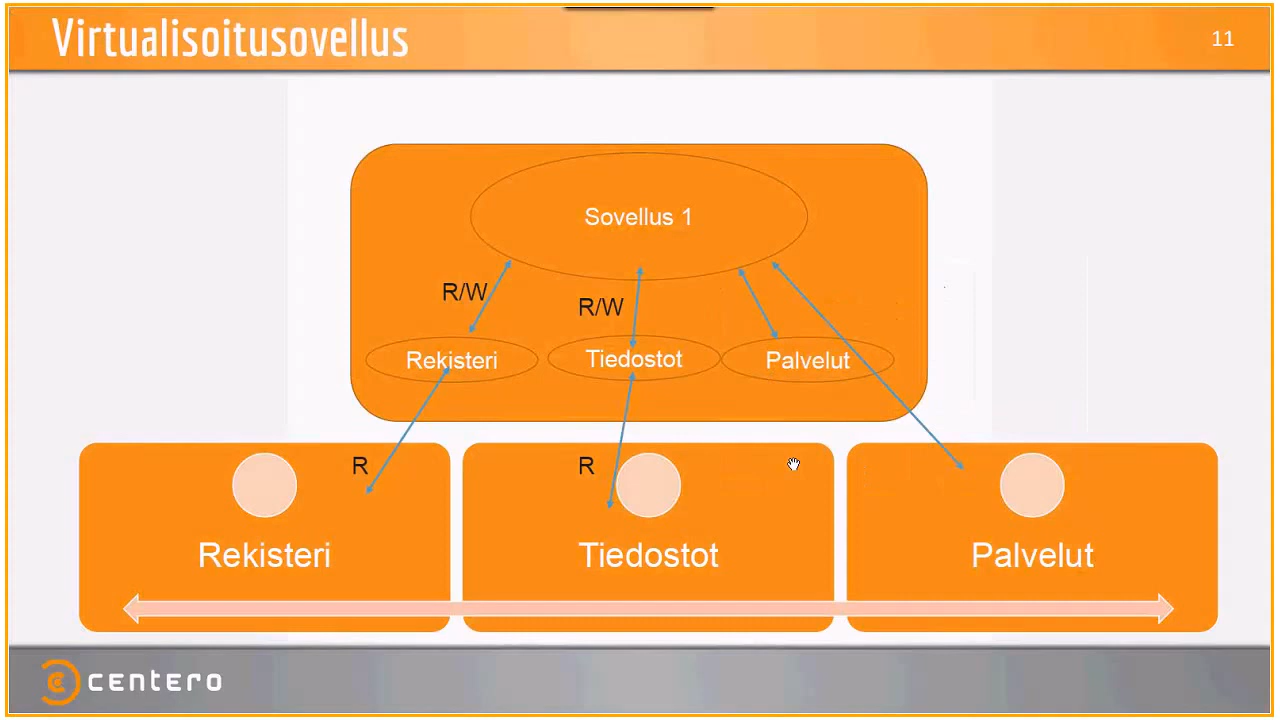 Virtualisoitusovellus
11
Sovellus 1
R/W
R/W
Rekisteri
Tiedostot
Palvelut
R
R
Rekisteri
Tiedostot
Palvelut
centero